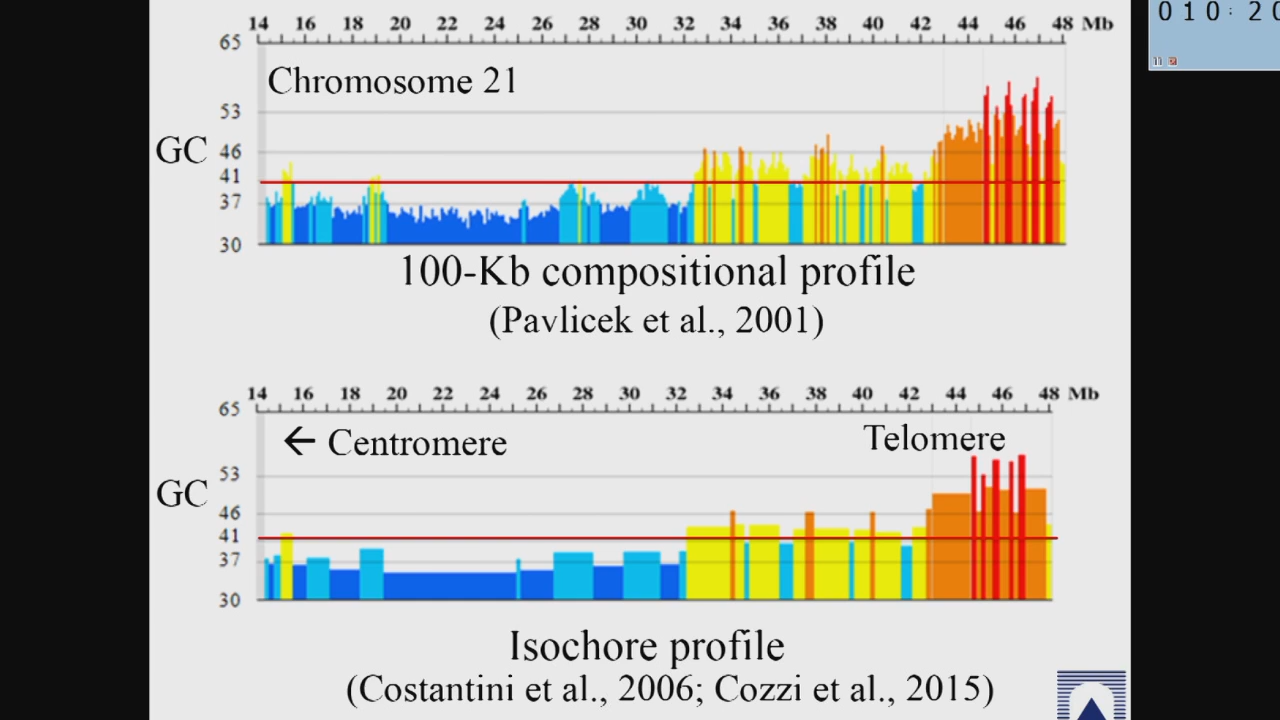 010:20
14 16 18 20 22 24 26 28 30 32 34 36 38 40 42 44 46 48 Mb
65
Chromosome 21
53
GC
46
41
37
30
100-Kb compositional profile
(Pavlicek et al., 2001)
14 16 18 20 22 24 26 28 30 32 34 36 38 40 42 44 46 48 Mb
65
← Centromere
Telomere
53
GC
46
41
37
30
Isochore profile
(Costantini et al., 2006; Cozzi et al., 2015)